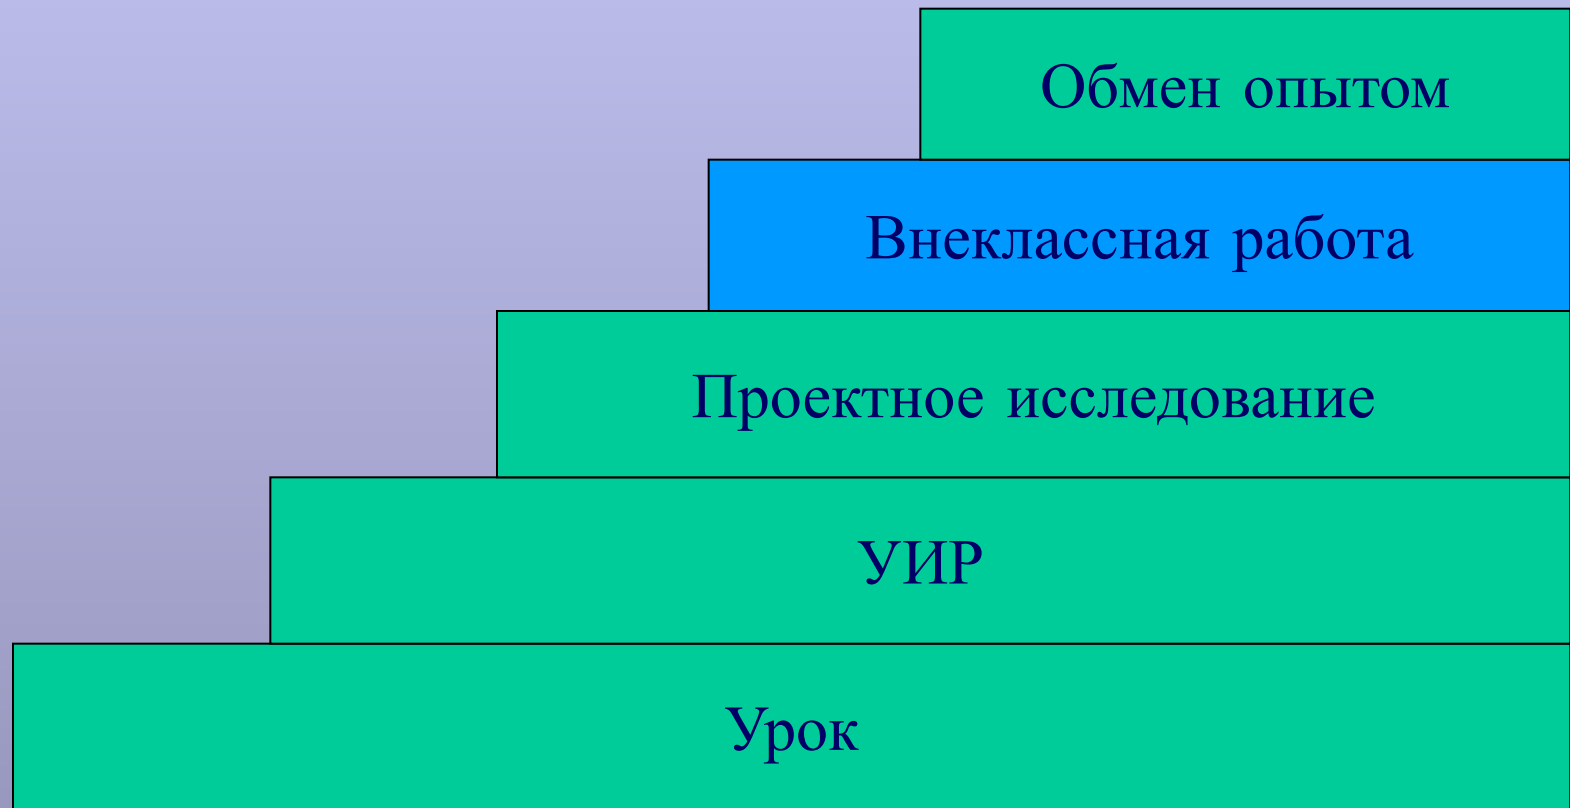 Обмен опытом
Внеклассная работа
Проектное исследование
УИР
Урок